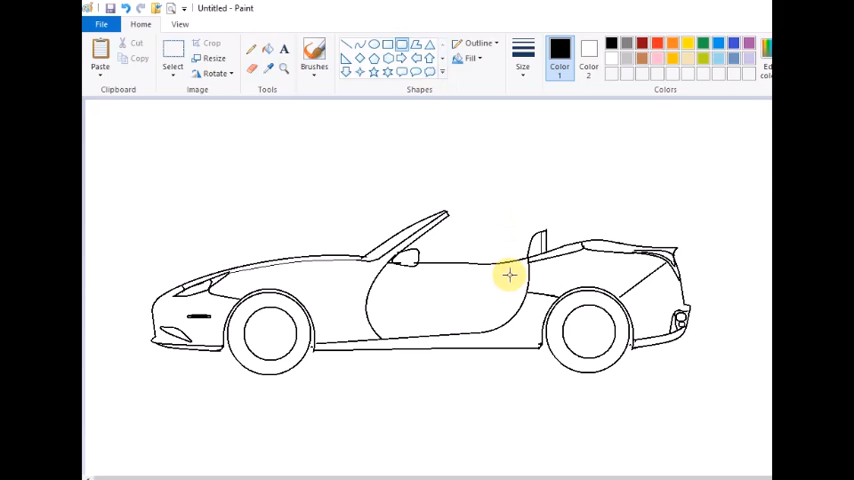 Untitled - Paint
File Home View
Paste
Cut
Copy
Clipboard
Select
Crop
Resize
Rotate
Image
A
Tools
Brushes
Outline
Fill
Shapes
Size
Color
1
Color
2
Colors
Ed